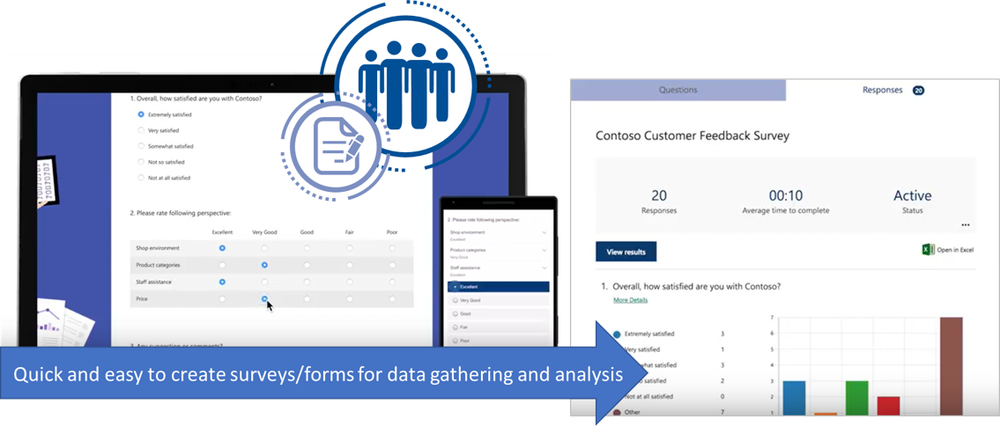 1. Overall, how satisfied are you with Contoso?
Extremely satisfied
Very satisfied
Somewhat satisfied
Not so satisfied
Not at all satisfied
2. Please rate following perspective:
Excellent Very Good Good Fair Poor
Shop environment
Product categories
Staff assistance
Price
3. Any suggestion or comments?
2. Please rate following perspective:
Shop environment
Excellent
Product categories
Very Good
Staff assistance
Excellent
Excellent
Very Good
Good
Fair
Poor
Quick and easy to create surveys/forms for data gathering and analysis
Questions
Responses 20
Contoso Customer Feedback Survey
20 00:10 Active
Responses Average time to complete Status
View results
Open in Excel
1. Overall, how satisfied are you with Contoso?
More Details
Extremely satisfied 3
Very satisfied 1
what satisfied 3
satisfied 2
Not at all satisfied 0
Other 7
7
6
5
4
3
2
1